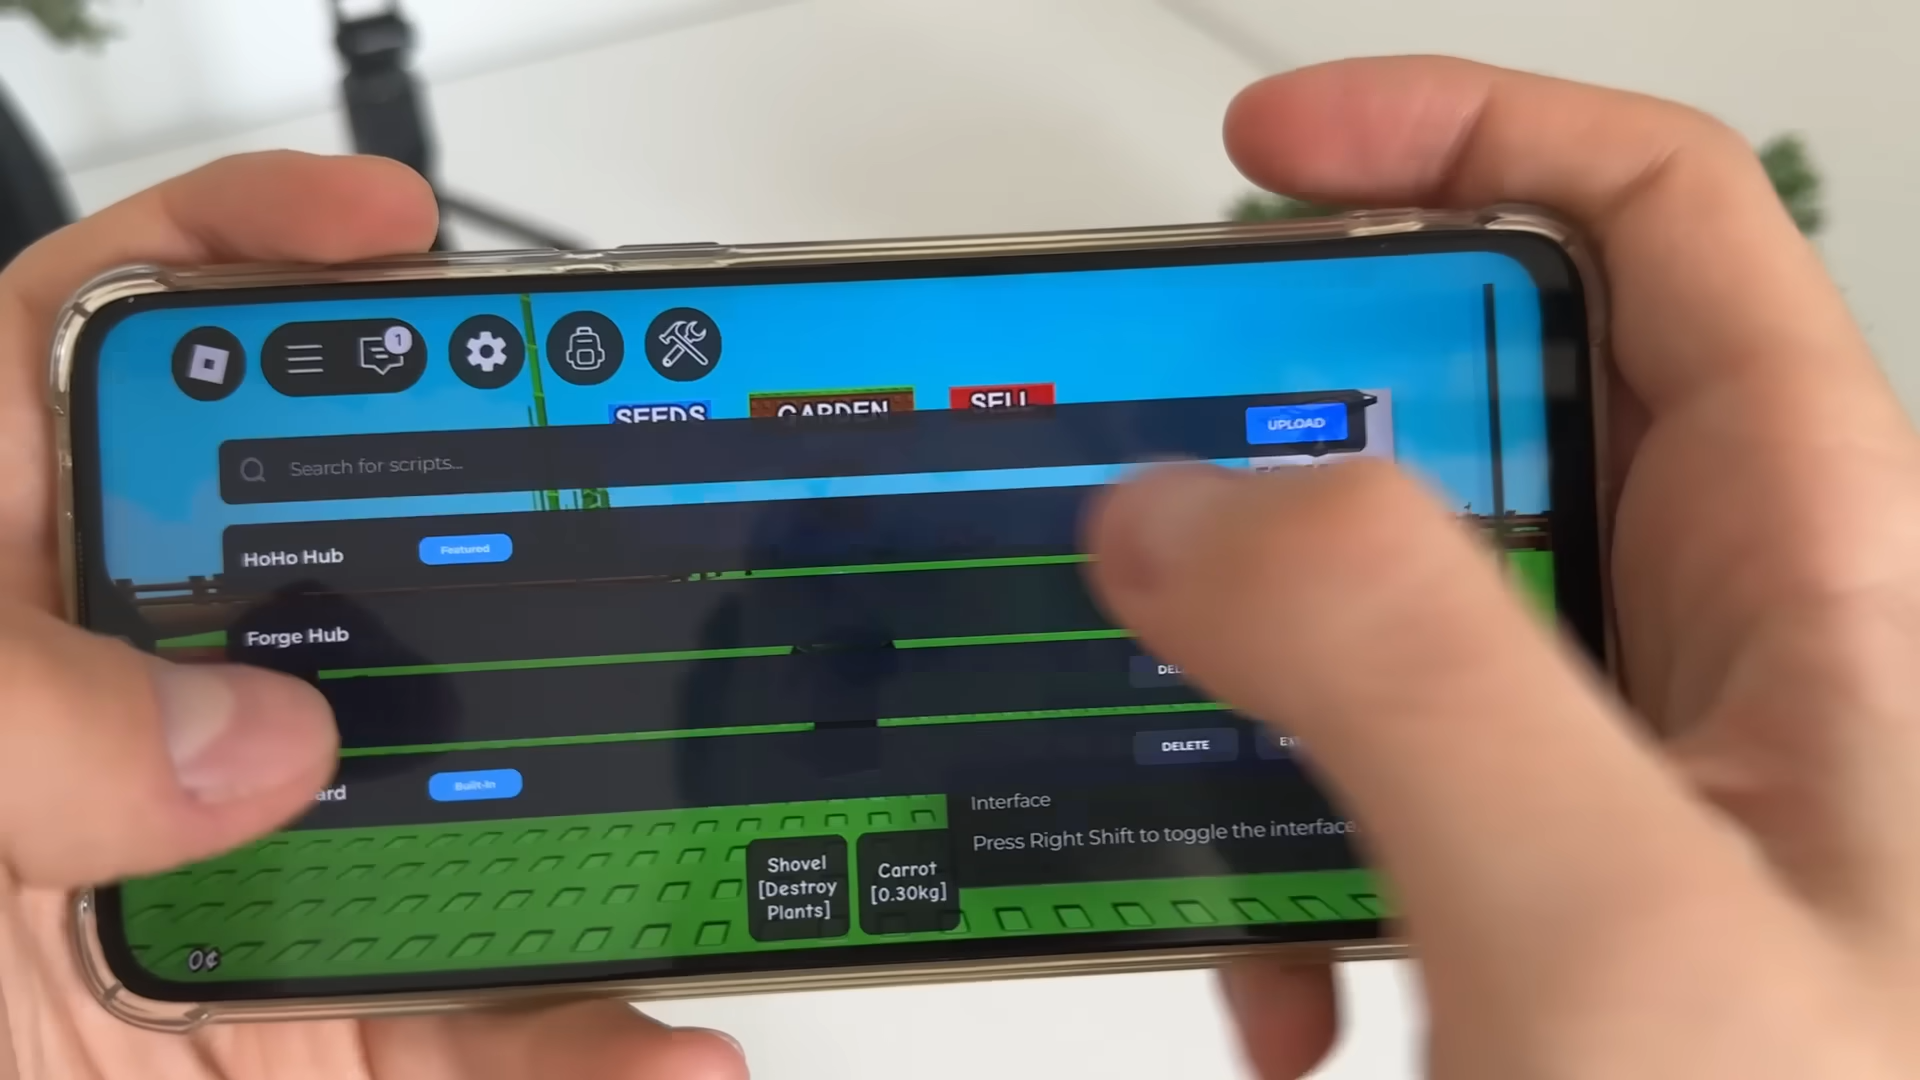 1
SEEDS
GARDEN
SELL
UPLOAD
Search for scripts...
HoHo Hub
Featured
Forge Hub
DELETE
Built-In
Interface
Press Right Shift to toggle the interface.
Shovel
[Destroy
Plants]
Carrot
[0.30kg]
0¢